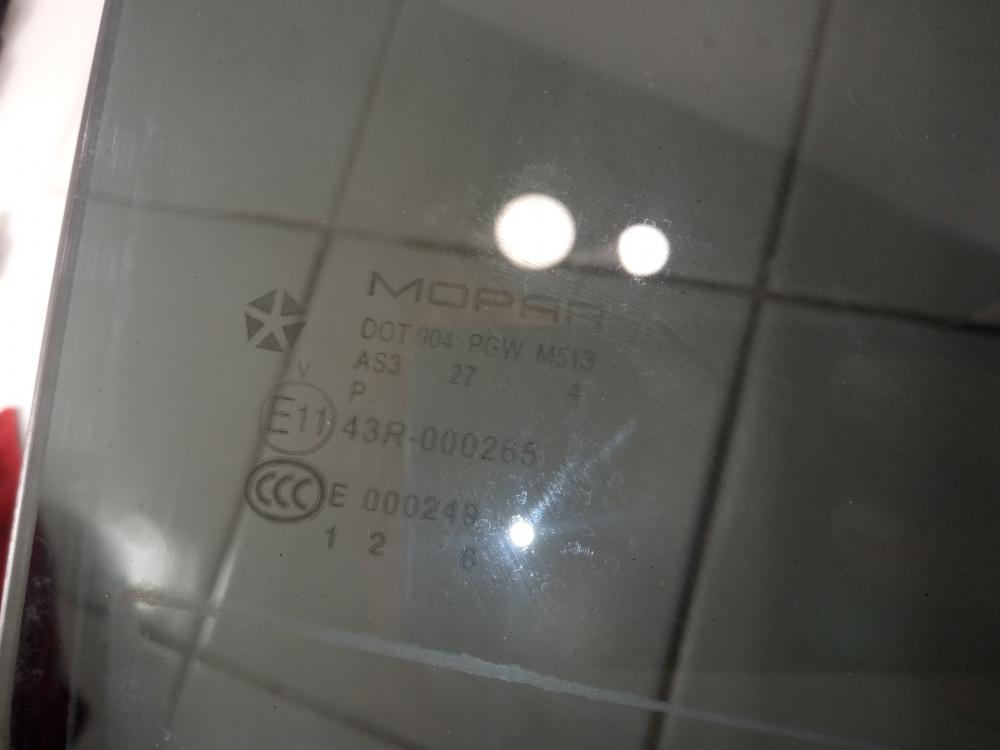 MOPAR
DOT 904 PGW M513
AS3 27 4
V P
E11 43R-000265
CCC E 000249
1 2 8